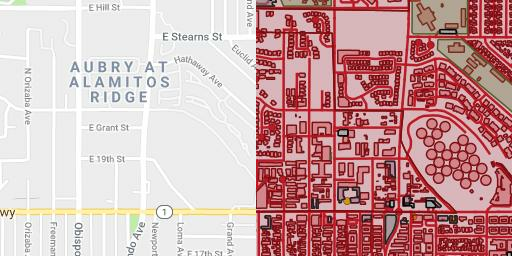 E Hill St
E Stearns St
Euclid A
Hathaway Ave
AUBRY AT
ALAMITOS
RIDGE
N Orizaba Ave
E Grant St
E 19th St
wy
1
Orizaba
Freeman
Obispo
ndo Ave
Newport
Loma Av
Grand A
E 17th St
nd Ave